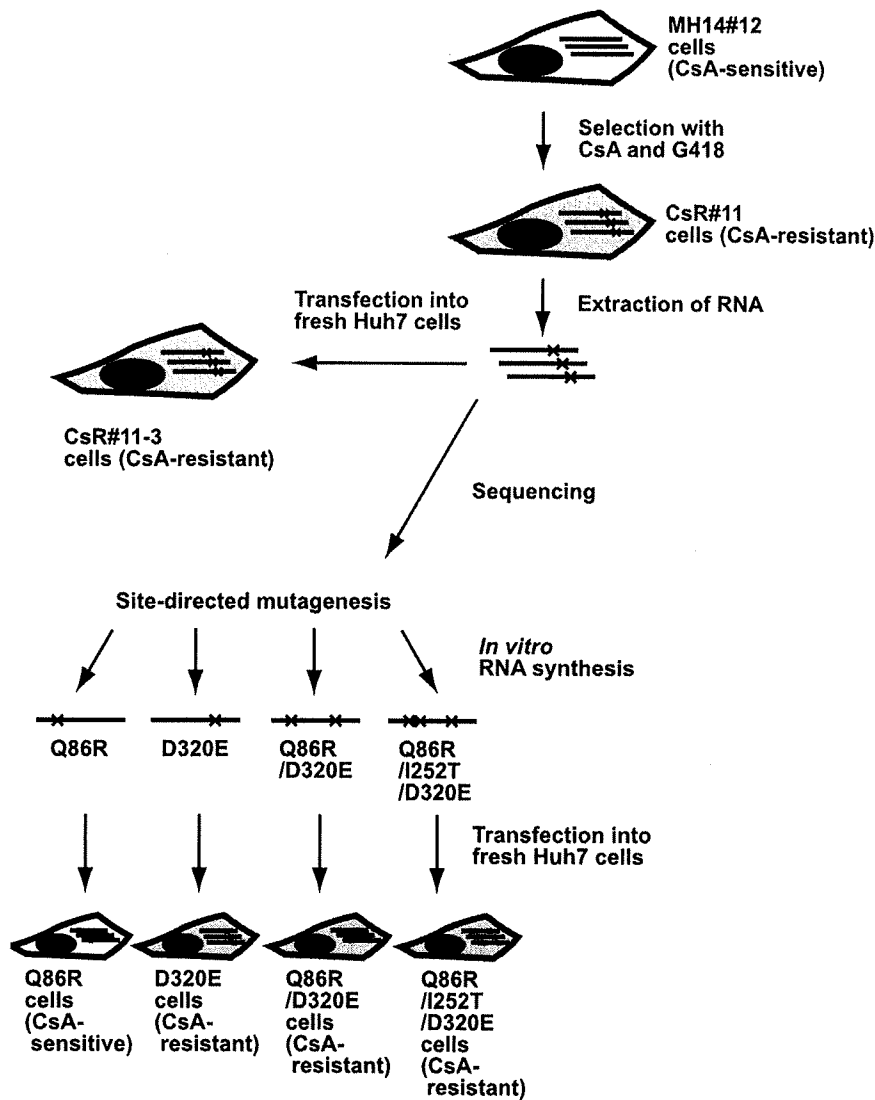 MH14#12
cells
(CsA-sensitive)
Selection with
CsA and G418
CsR#11
cells (CsA-resistant)
Transfection into
fresh Huh7 cells
Extraction of RNA
CsR#11-3
cells (CsA-resistant)
Sequencing
Site-directed mutagenesis
In vitro
RNA synthesis
Q86R
D320E
Q86R
/D320E
Q86R
/I252T
/D320E
Transfection into
fresh Huh7 cells
Q86R
cells
(CsA-
sensitive)
D320E
cells
(CsA-
resistant)
Q86R
/D320E
cells
(CsA-
resistant)
Q86R
/I252T
/D320E
cells
(CsA-
resistant)